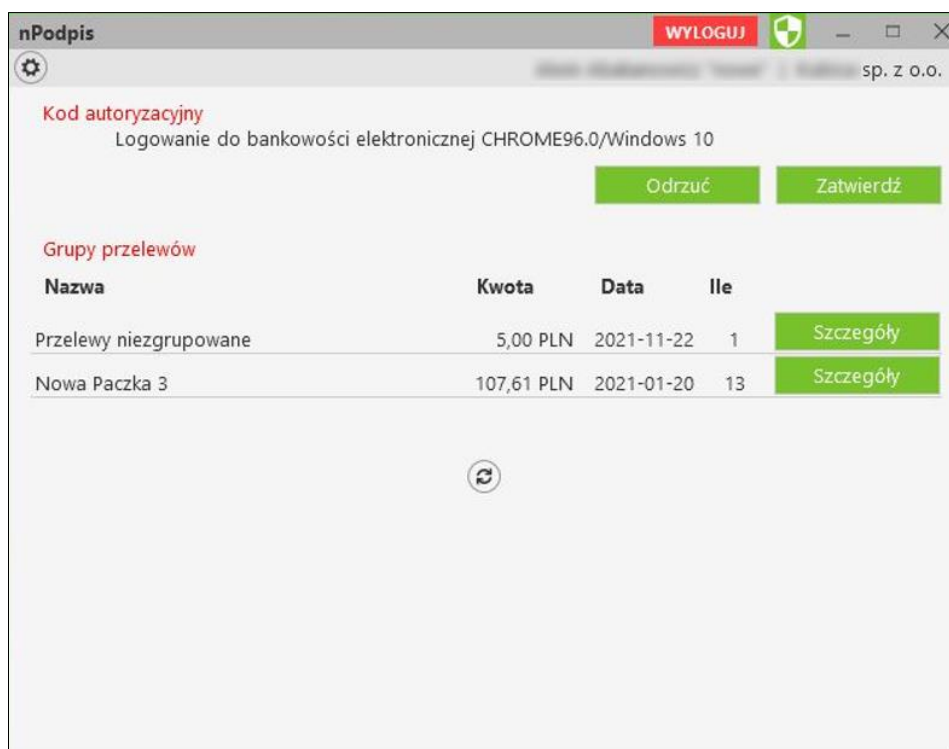 nPodpis WYLOGUJ
sp. z o.o.
Kod autoryzacyjny
Logowanie do bankowości elektronicznej CHROME96.0/Windows 10
Odrzuć Zatwierdź
Grupy przelewów
Nazwa Kwota Data Ile
Przelewy niezgrupowane 5,00 PLN 2021-11-22 1 Szczegóły
Nowa Paczka 3 107,61 PLN 2021-01-20 13 Szczegóły